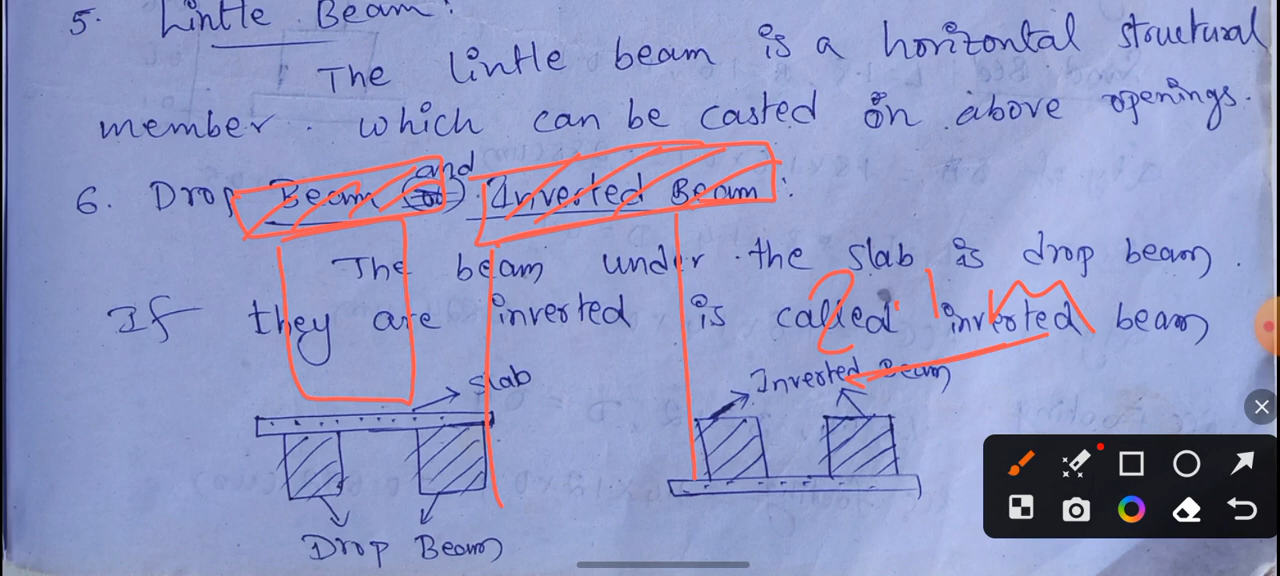 5. Lintle Beam:
The lintle beam is a horizontal structural
member. which can be casted on above openings.
6. Drop Beam and Inverted Beam:
The beam under the slab is drop beam.
If they are inverted is called inverted beam
Slab
Inverted Beam
Drop Beam